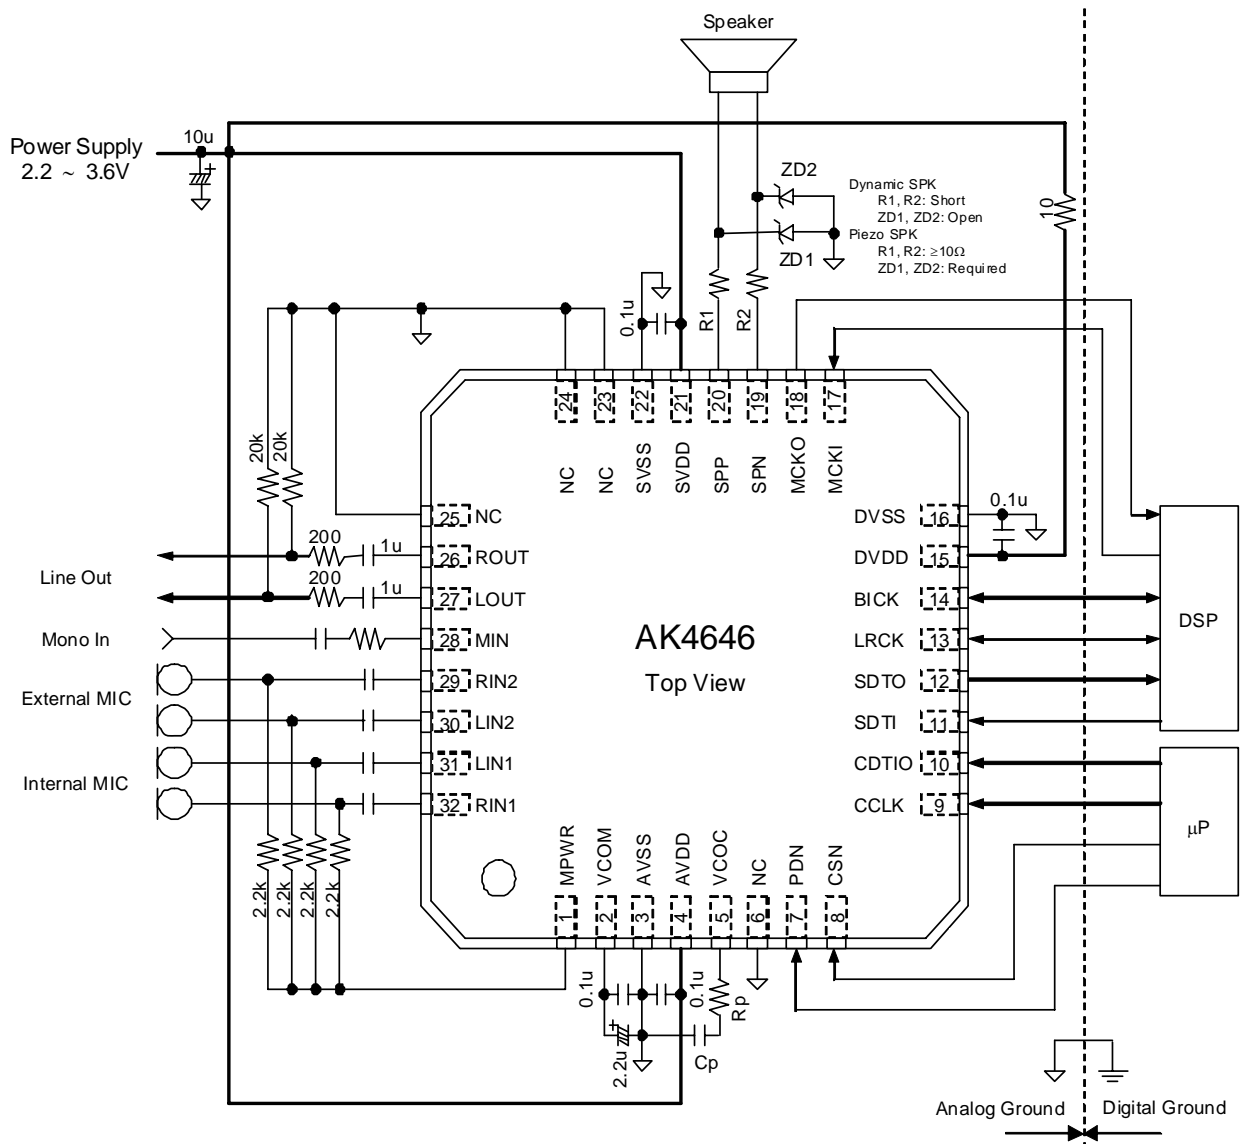 Speaker
10u
Power Supply
2.2 ~ 3.6V
+
ZD2
ZD1
Dynamic SPK
R1, R2: Short
ZD1, ZD2: Open
Piezo SPK
R1, R2: ≥10Ω
ZD1, ZD2: Required
10
0.1u
R1
R2
24
23
22
21
20
19
18
17
NC
NC
SVSS
SVDD
SPP
SPN
MCKO
MCKI
20k
20k
25 NC
200
1u
26 ROUT
Line Out
200
1u
27 LOUT
Mono In
28 MIN
29 RIN2
External MIC
30 LIN2
31 LIN1
Internal MIC
32 RIN1
AK4646
Top View
0.1u
DVSS 16
DVDD 15
BICK 14
LRCK 13
SDTO 12
SDTI 11
CDTIO 10
CCLK 9
DSP
μP
2.2k
2.2k
2.2k
2.2k
MPWR
VCOM
AVSS
AVDD
VCOC
NC
PDN
CSN
1
2
3
4
5
6
7
8
0.1u
0.1u
Rp
+
2.2u
Cp
Analog Ground
Digital Ground